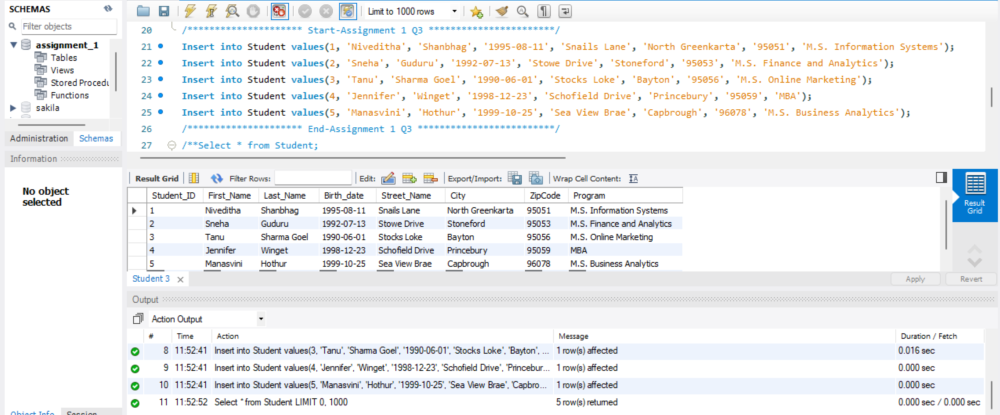 SCHEMAS
Filter objects
assignment_1
Tables
Views
Stored Procedu
Functions
sakila
Administration Schemas
Information
No object
selected
Object Info Session
Limit to 1000 rows
20 /********************* Start-Assignment 1 Q3 ***********************/
21 Insert into Student values(1, 'Niveditha', 'Shanbhag', '1995-08-11', 'Snails Lane', 'North Greenkarta', '95051', 'M.S. Information Systems');
22 Insert into Student values(2, 'Sneha', 'Guduru', '1992-07-13', 'Stowe Drive', 'Stoneford', '95053', 'M.S. Finance and Analytics');
23 Insert into Student values(3, 'Tanu', 'Sharma Goel', '1990-06-01', 'Stocks Loke', 'Bayton', '95056', 'M.S. Online Marketing');
24 Insert into Student values(4, 'Jennifer', 'Winget', '1998-12-23', 'Schofield Drive', 'Princebury', '95059', 'MBA');
25 Insert into Student values(5, 'Manasvini', 'Hothur', '1999-10-25', 'Sea View Brae', 'Capbrough', '96078', 'M.S. Business Analytics');
26 /********************* End-Assignment 1 Q3 *************************/
27 /**Select * from Student;
Result Grid Filter Rows: Edit: Export/Import: Wrap Cell Content:
Student_ID First_Name Last_Name Birth_date Street_Name City ZipCode Program
1 Niveditha Shanbhag 1995-08-11 Snails Lane North Greenkarta 95051 M.S. Information Systems
2 Sneha Guduru 1992-07-13 Stowe Drive Stoneford 95053 M.S. Finance and Analytics
3 Tanu Sharma Goel 1990-06-01 Stocks Loke Bayton 95056 M.S. Online Marketing
4 Jennifer Winget 1998-12-23 Schofield Drive Princebury 95059 MBA
5 Manasvini Hothur 1999-10-25 Sea View Brae Capbrough 96078 M.S. Business Analytics
Result
Grid
Student 3 Apply Revert
Output
Action Output
# Time Action Message Duration / Fetch
8 11:52:41 Insert into Student values(3, 'Tanu', 'Sharma Goel', '1990-06-01', 'Stocks Loke', 'Bayton', ... 1 row(s) affected 0.016 sec
9 11:52:41 Insert into Student values(4, 'Jennifer', 'Winget', '1998-12-23', 'Schofield Drive', 'Princebur... 1 row(s) affected 0.000 sec
10 11:52:41 Insert into Student values(5, 'Manasvini', 'Hothur', '1999-10-25', 'Sea View Brae', 'Capbro... 1 row(s) affected 0.000 sec
11 11:52:52 Select * from Student LIMIT 0, 1000 5 row(s) returned 0.000 sec / 0.000 sec